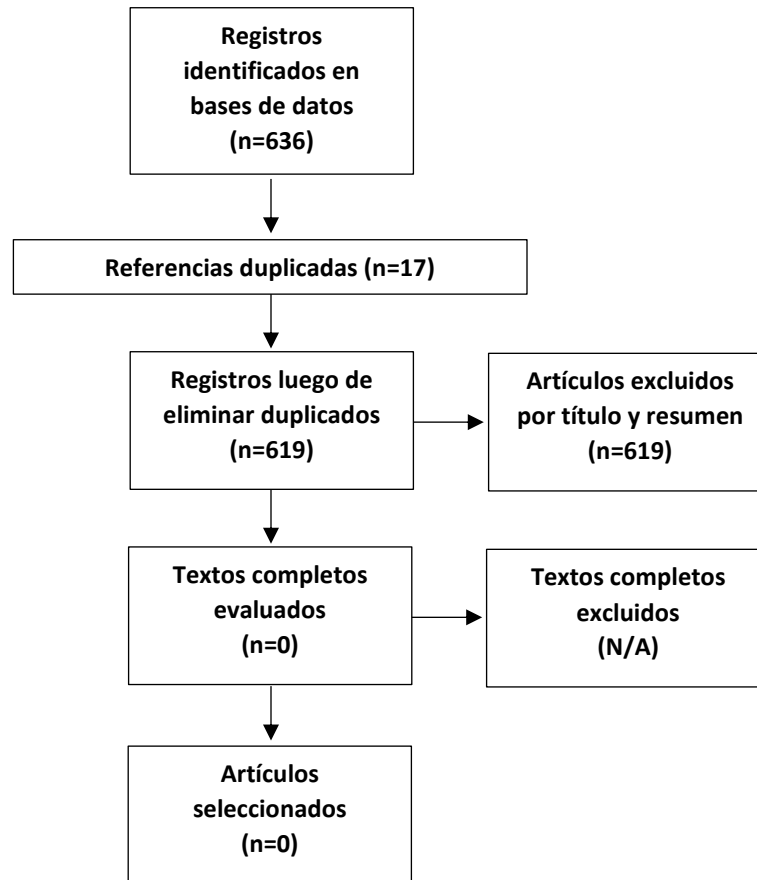 Registros
identificados en
bases de datos
(n=636)
Referencias duplicadas (n=17)
Registros luego de
eliminar duplicados
(n=619)
Artículos excluidos
por título y resumen
(n=619)
Textos completos
evaluados
(n=0)
Textos completos
excluidos
(N/A)
Artículos
seleccionados
(n=0)